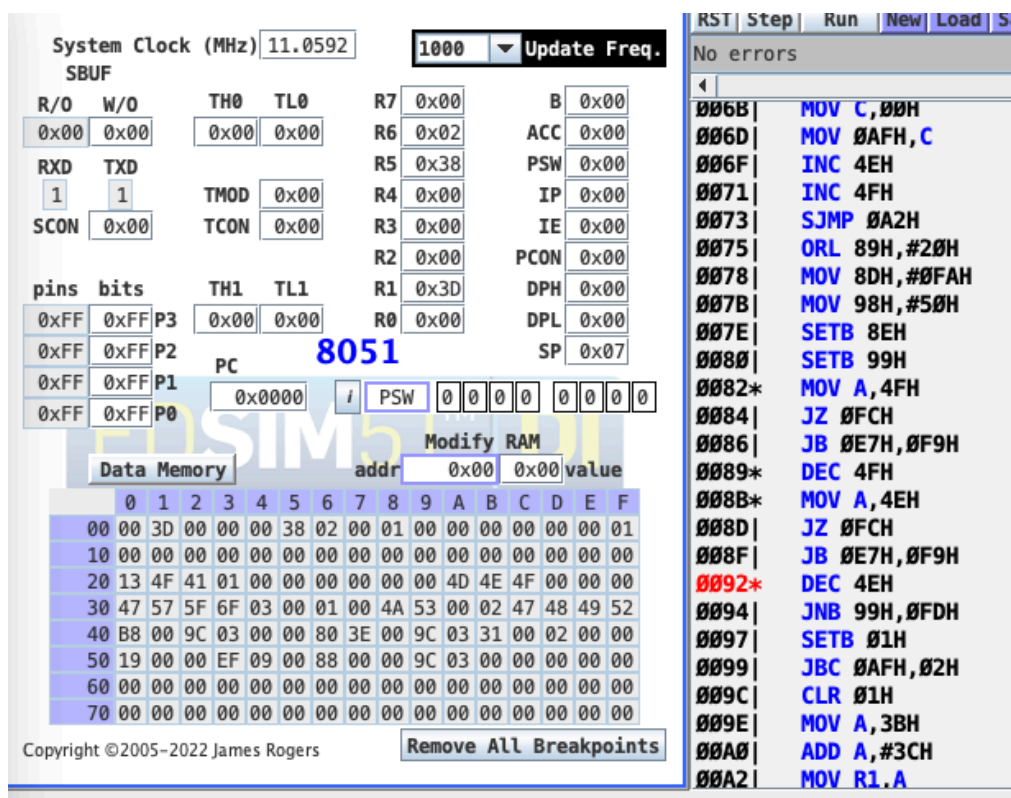 System Clock (MHz) 11.0592 1000 Update Freq.
SBUF
R/O W/O TH0 TL0 R7 0x00 B 0x00
0x00 0x00 0x00 0x00 R6 0x02 ACC 0x00
RXD TXD R5 0x38 PSW 0x00
1 1 TMOD 0x00 R4 0x00 IP 0x00
SCON 0x00 TCON 0x00 R3 0x00 IE 0x00
R2 0x00 PCON 0x00
pins bits TH1 TL1 R1 0x3D DPH 0x00
0xFF 0xFF P3 0x00 0x00 R0 0x00 DPL 0x00
0xFF 0xFF P2 PC 8051 SP 0x07
0xFF 0xFF P1 0x0000 i PSW 0 0 0 0 0 0 0 0
0xFF 0xFF P0
EDSIM51 DI
TM
Modify RAM
Data Memory addr 0x00 0x00 value
0 1 2 3 4 5 6 7 8 9 A B C D E F
00 00 3D 00 00 00 38 02 00 01 00 00 00 00 00 00 01
10 00 00 00 00 00 00 00 00 00 00 00 00 00 00 00 00
20 13 4F 41 01 00 00 00 00 00 00 4D 4E 4F 00 00 00
30 47 57 5F 6F 03 00 01 00 4A 53 00 02 47 48 49 52
40 B8 00 9C 03 00 00 80 3E 00 9C 03 31 00 02 00 00
50 19 00 00 EF 09 00 88 00 00 9C 03 00 00 00 00 00
60 00 00 00 00 00 00 00 00 00 00 00 00 00 00 00 00
70 00 00 00 00 00 00 00 00 00 00 00 00 00 00 00 00
Copyright ©2005-2022 James Rogers Remove All Breakpoints
RST Step Run New Load
No errors
006B| MOV C,00H
006D| MOV 0AFH,C
006F| INC 4EH
0071| INC 4FH
0073| SJMP 0A2H
0075| ORL 89H,#20H
0078| MOV 8DH,#0FAH
007B| MOV 98H,#50H
007E| SETB 8EH
0080| SETB 99H
0082* MOV A,4FH
0084| JZ 0FCH
0086| JB 0E7H,0F9H
0089* DEC 4FH
008B* MOV A,4EH
008D| JZ 0FCH
008F| JB 0E7H,0F9H
0092* DEC 4EH
0094| JNB 99H,0FDH
0097| SETB 01H
0099| JBC 0AFH,02H
009C| CLR 01H
009E| MOV A,3BH
00A0| ADD A,#3CH
00A2| MOV R1,A